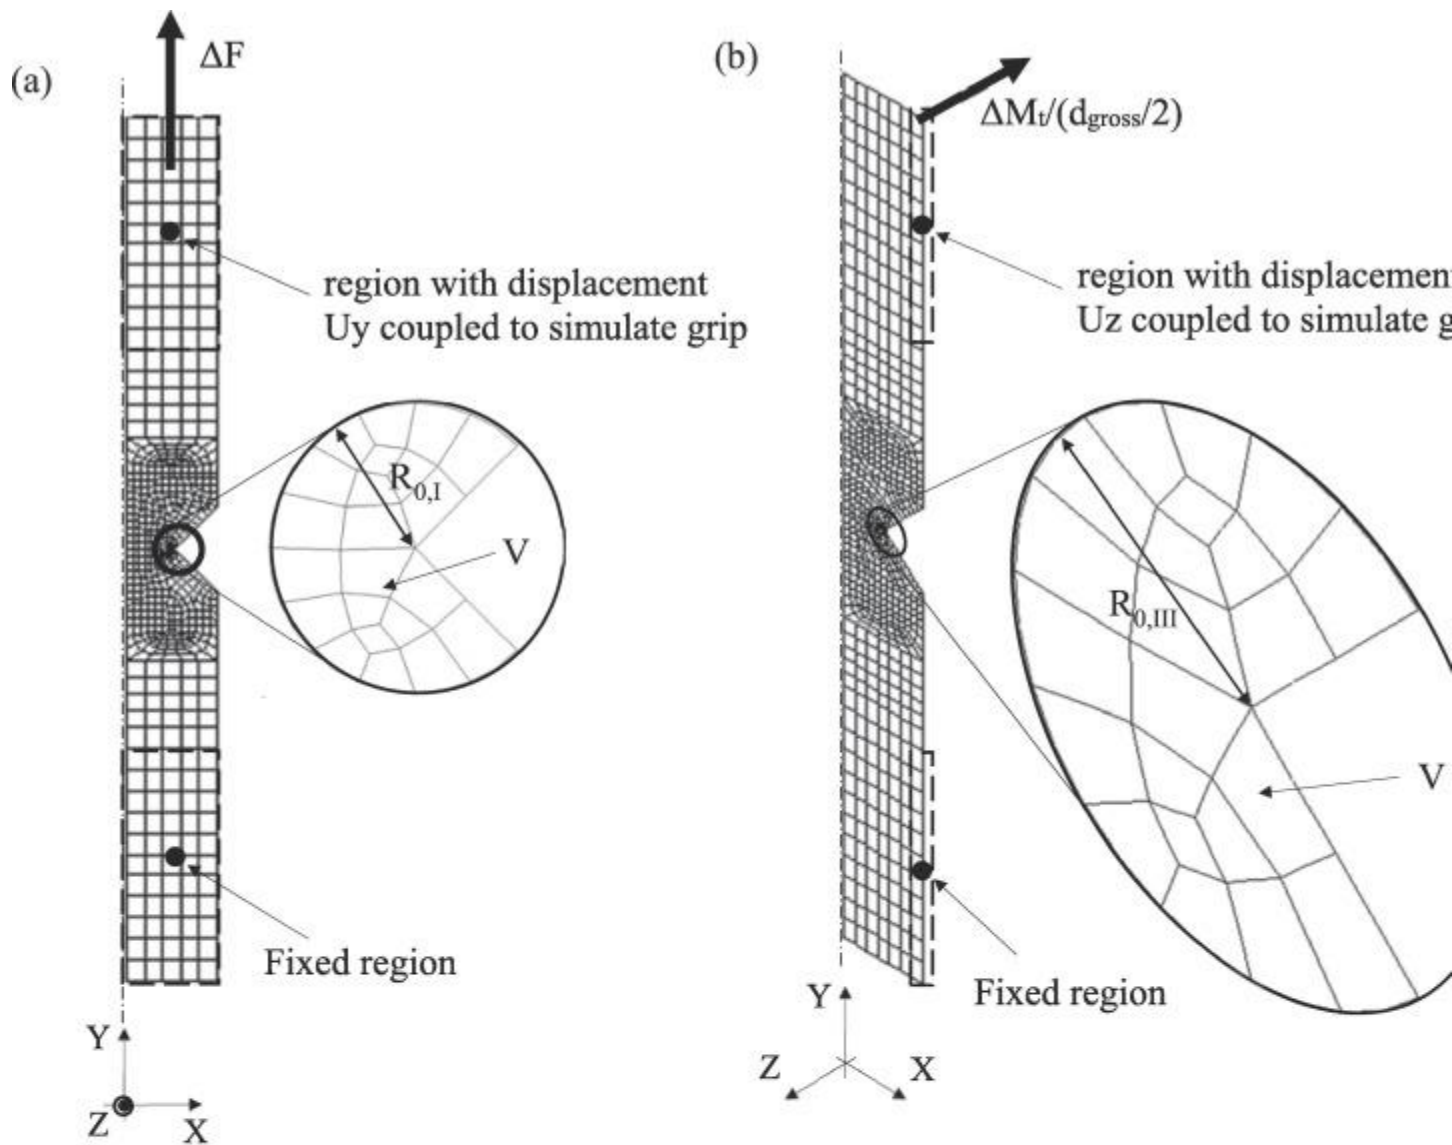 (a)
ΔF
region with displacement
Uy coupled to simulate grip
R0,I
V
Fixed region
Y
Z
X
(b)
ΔMt/(dgross/2)
region with displacement
Uz coupled to simulate g
R0,III
V
Fixed region
Y
Z
X